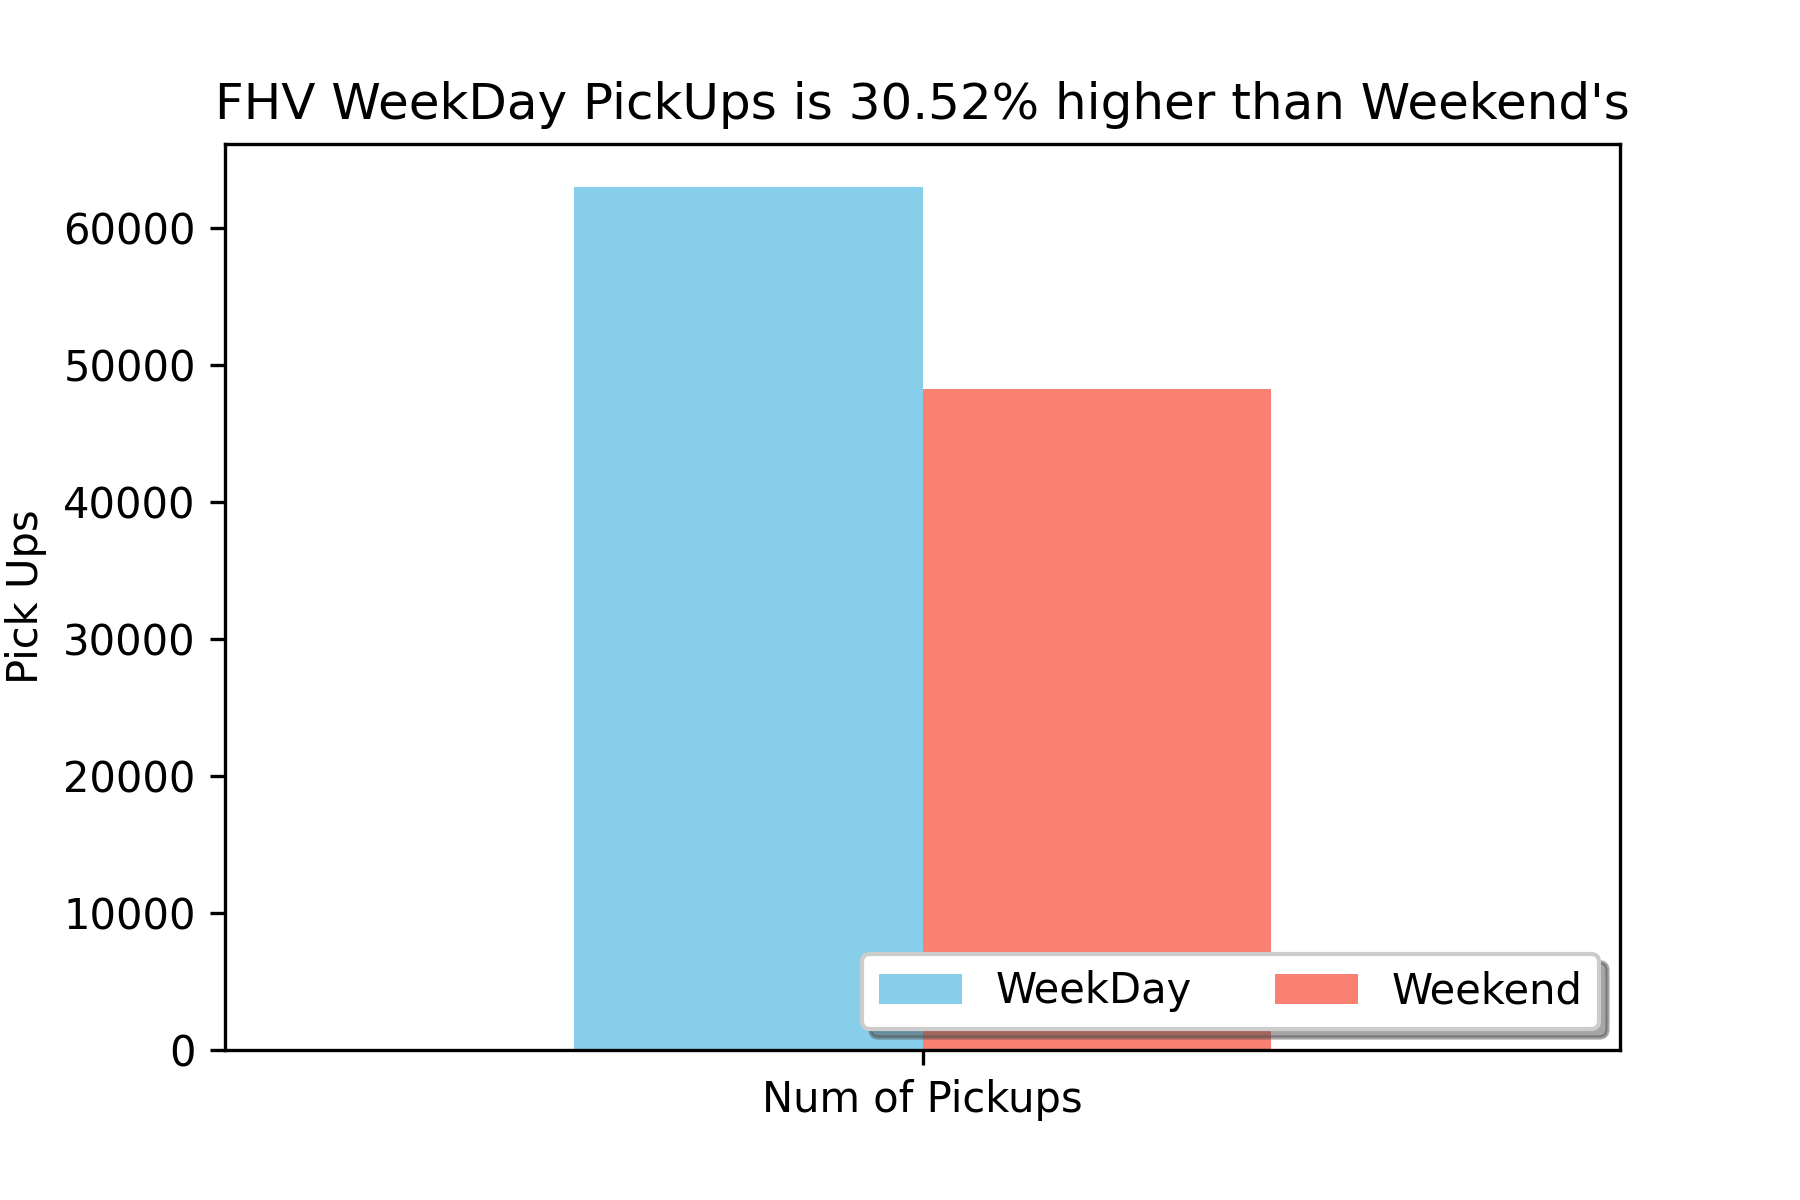 FHV WeekDay PickUps is 30.52% higher than Weekend's
60000
50000
40000
30000
20000
10000
0
Pick Ups
WeekDay Weekend
Num of Pickups